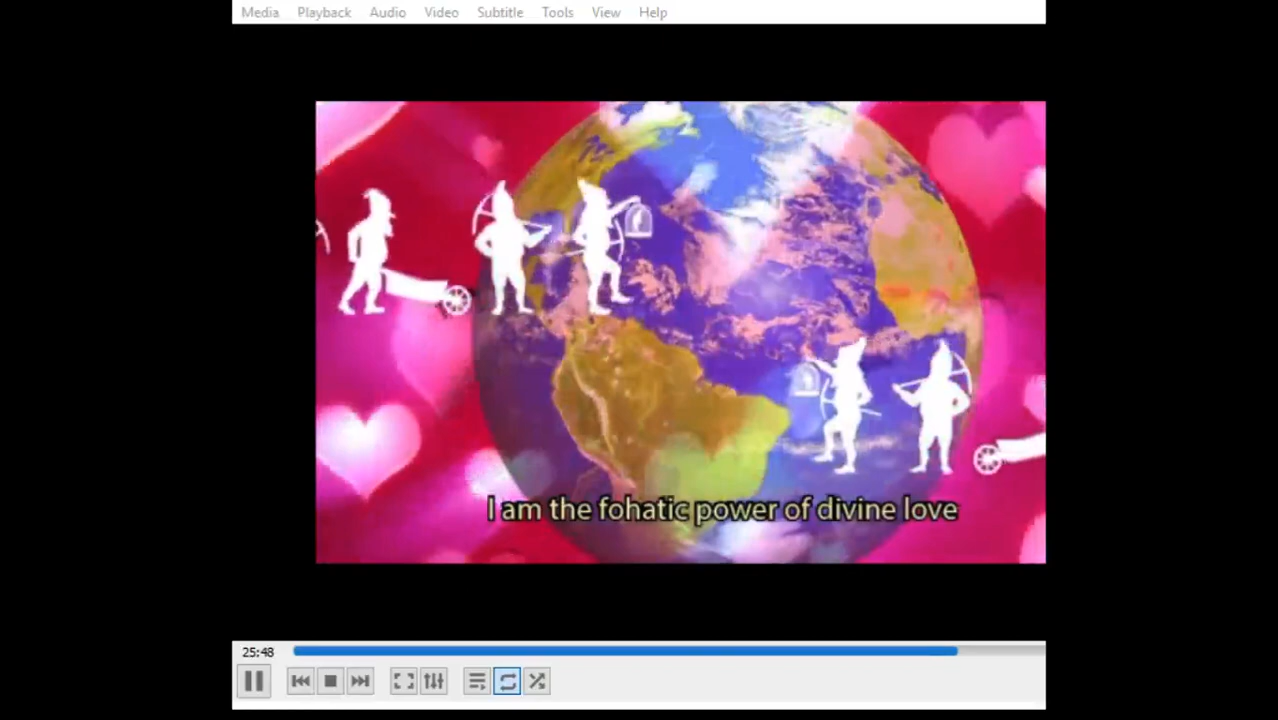 Media Playback Audio Video Subtitle Tools View Help
I am the fohatic power of divine love
25:48